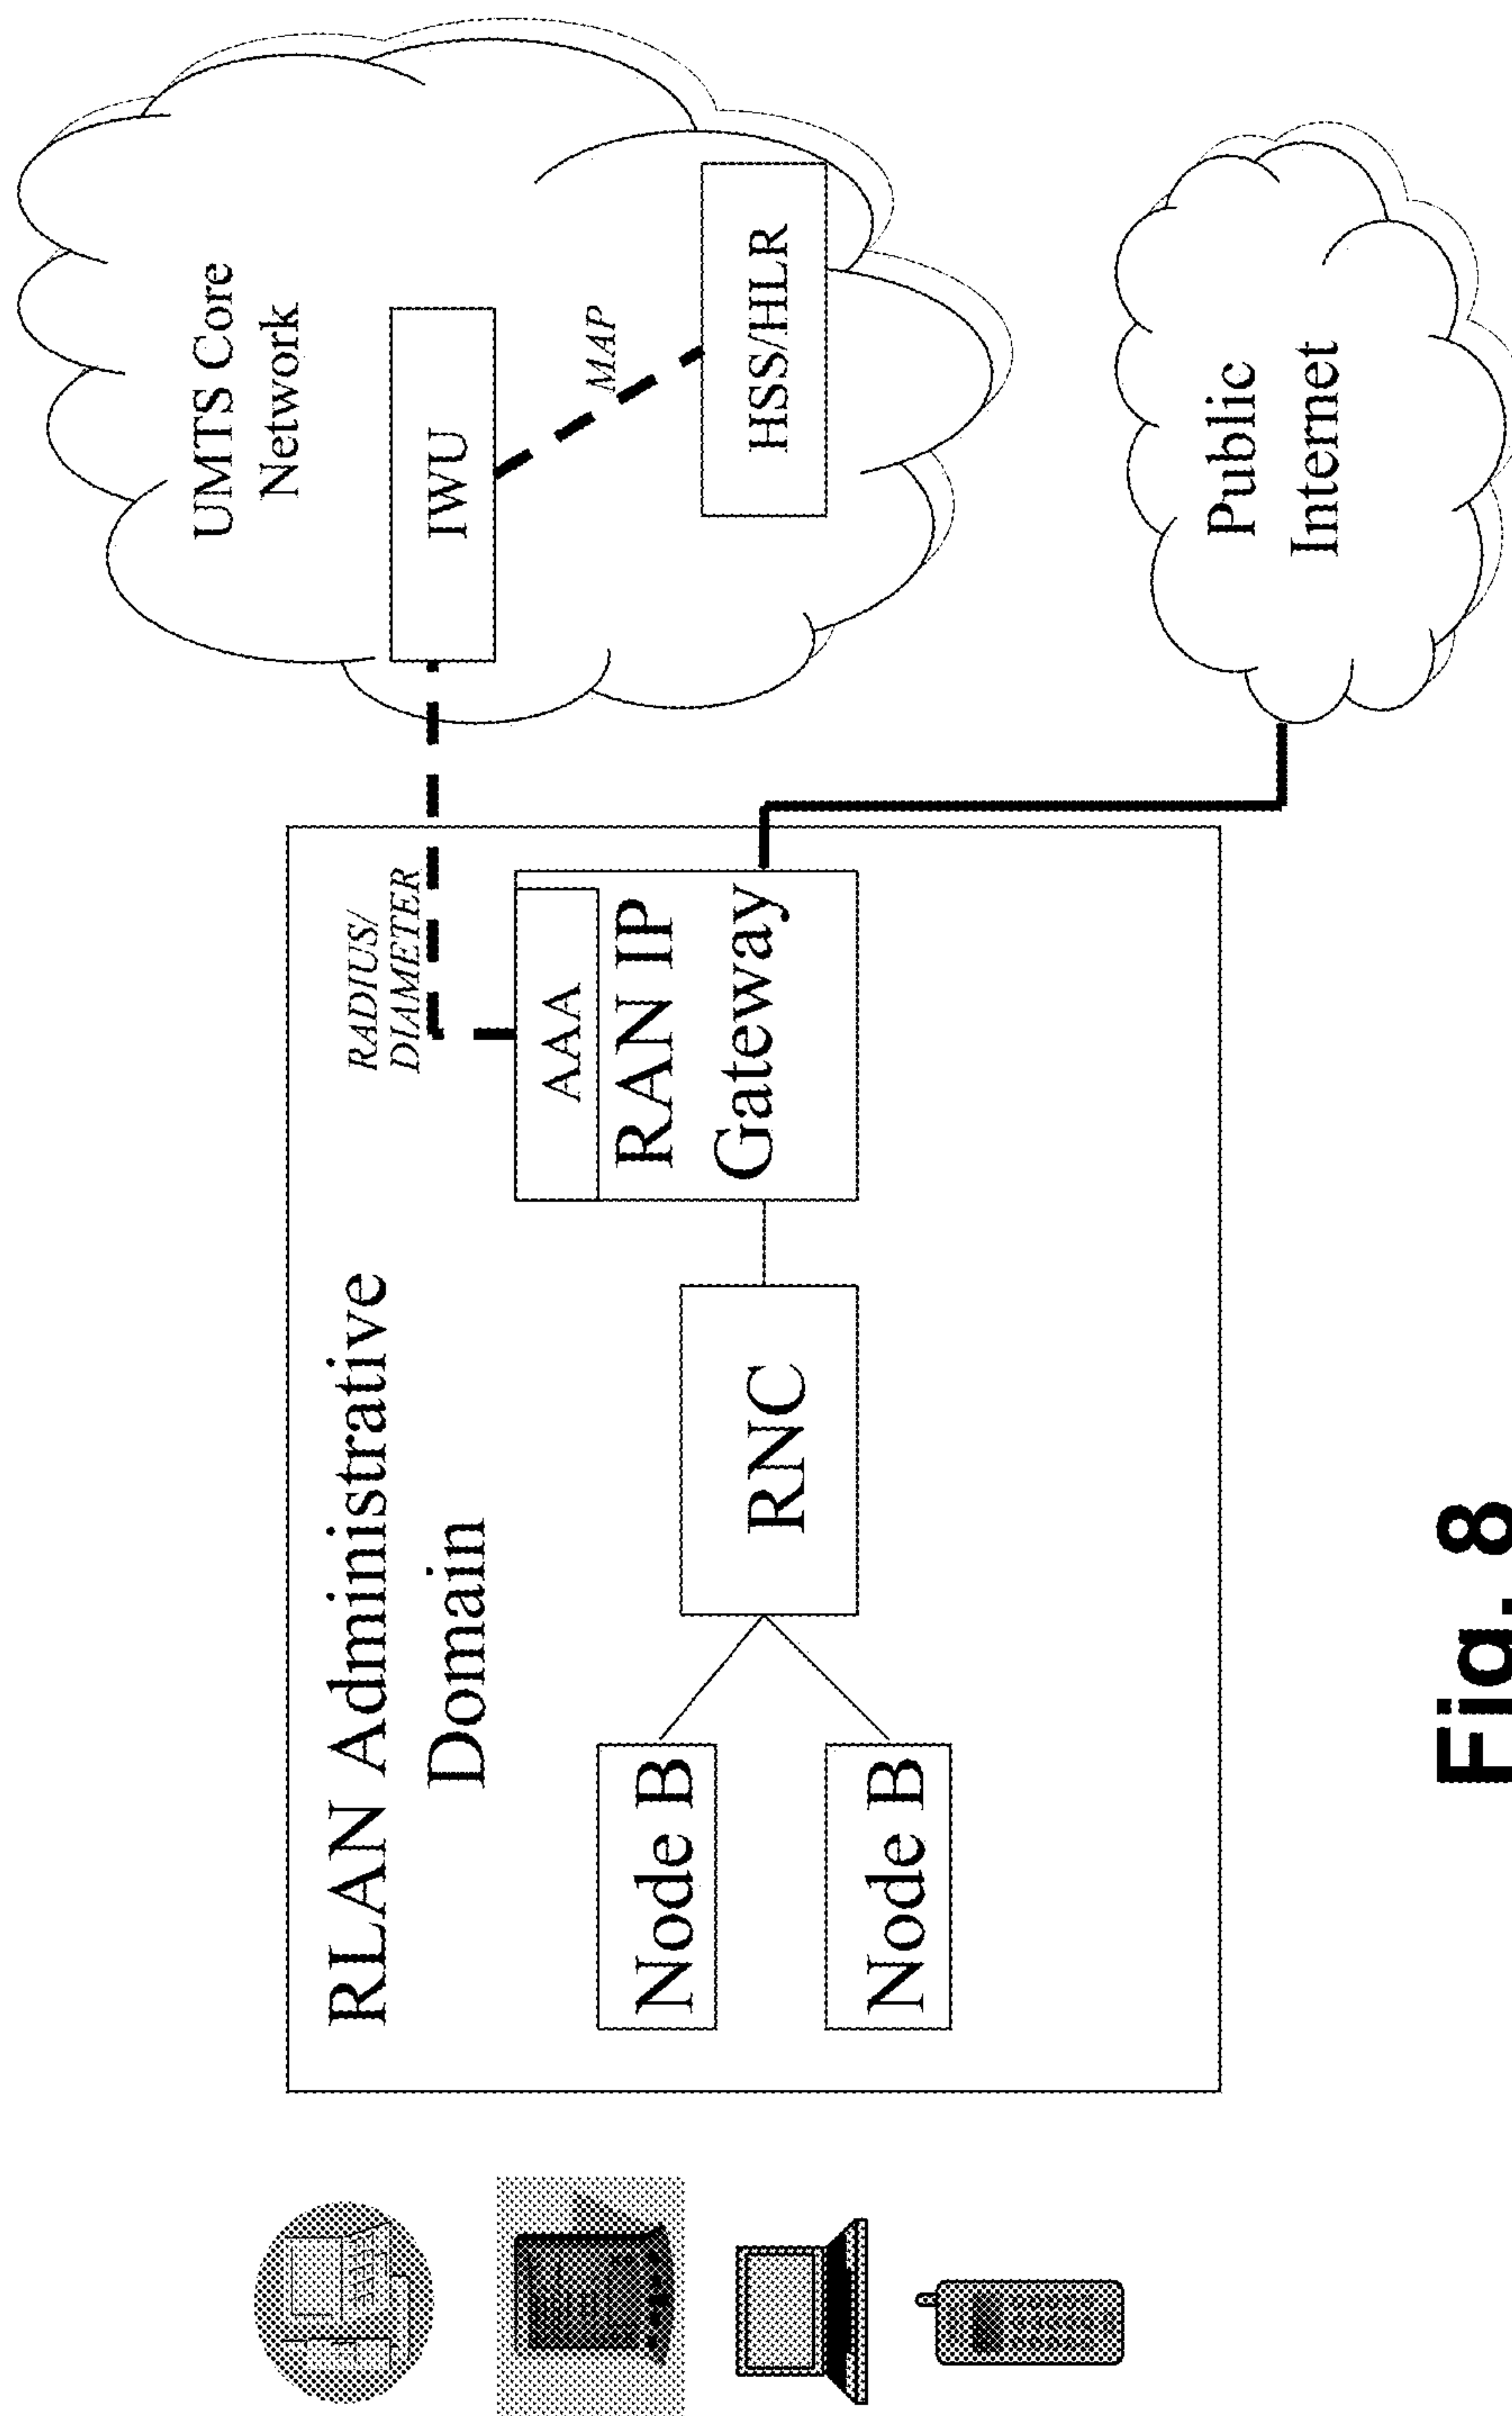 RLAN Administrative
Domain
Node B
Node B
RNC
AAA
RAN IP
Gateway
RADIUS/
DIAMETER
UMTS Core
Network
IWU
MAP
HSS/HLR
Public
Internet
Fig. 8